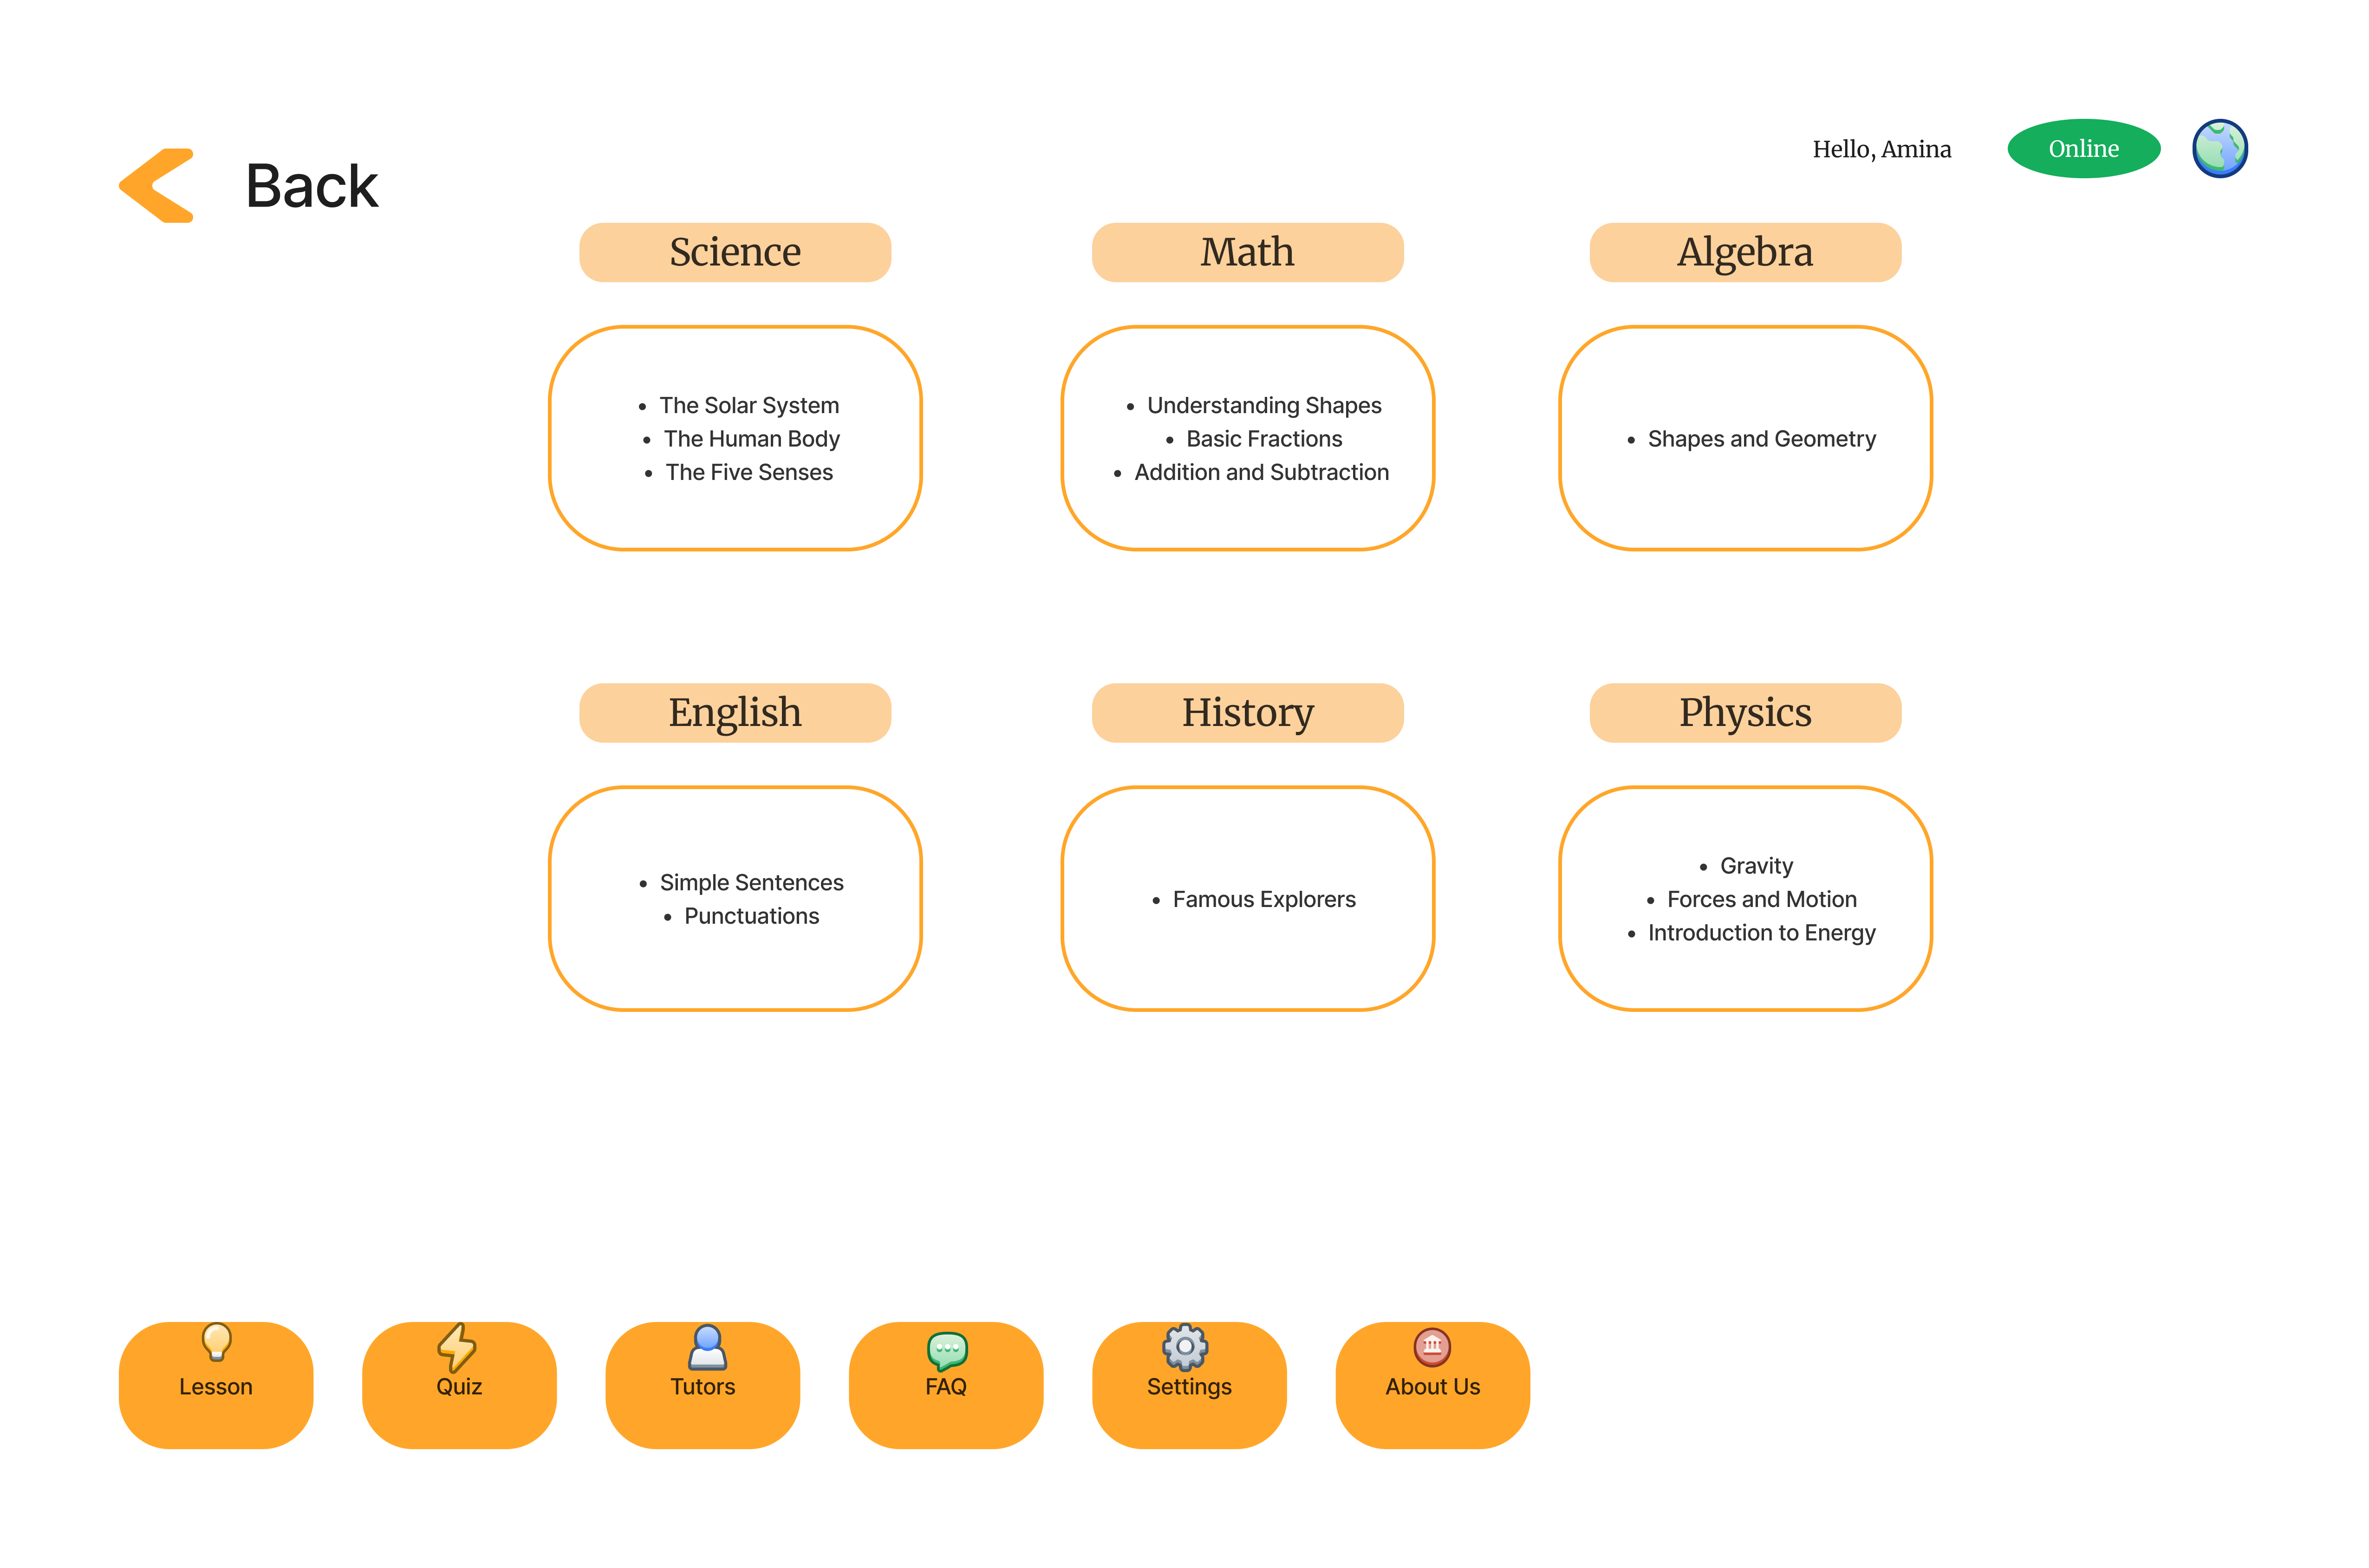 Back
Hello, Amina
Online
Science
Math
Algebra
• The Solar System
• The Human Body
• The Five Senses
• Understanding Shapes
• Basic Fractions
• Addition and Subtraction
• Shapes and Geometry
English
History
Physics
• Simple Sentences
• Punctuations
• Famous Explorers
• Gravity
• Forces and Motion
• Introduction to Energy
Lesson
Quiz
Tutors
FAQ
Settings
About Us